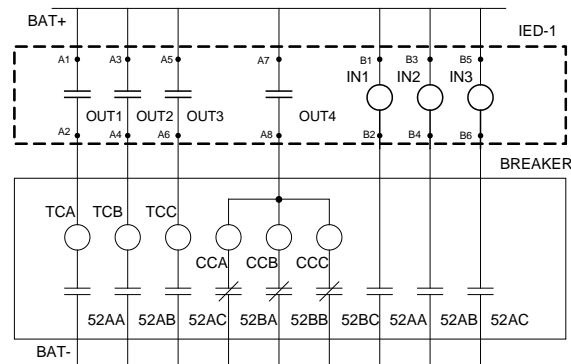 BAT+
IED-1
A1 A3 A5 A7 B1 B3 B5
IN1 IN2 IN3
OUT1 OUT2 OUT3 OUT4
A2 A4 A6 A8 B2 B4 B6
BREAKER
TCA TCB TCC
CCA CCB CCC
52AA 52AB 52AC 52BA 52BB 52BC 52AA 52AB 52AC
BAT-